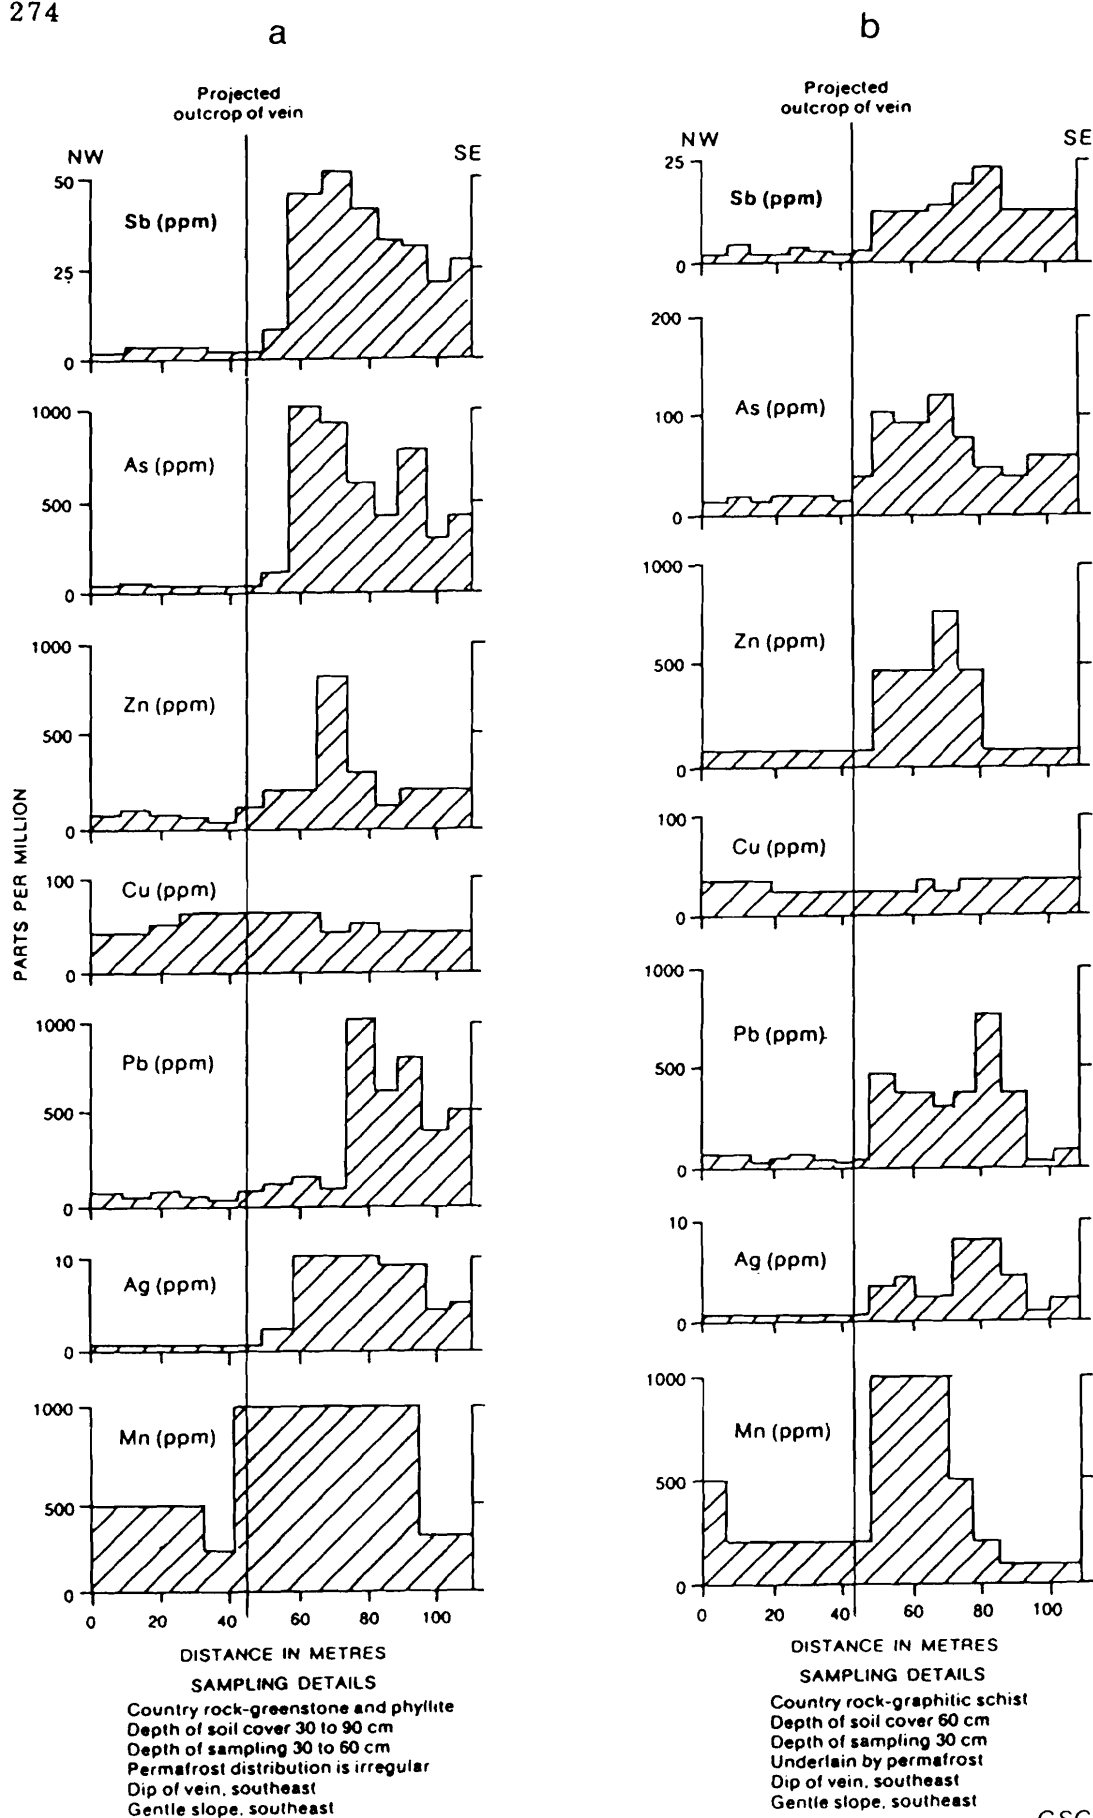 274
a
Projected
outcrop of vein
NW
SE
50
Sb (ppm)
25
0
1000
As (ppm)
500
0
1000
Zn (ppm)
500
0
100
Cu (ppm)
0
1000
Pb (ppm)
500
0
10
Ag (ppm)
0
1000
Mn (ppm)
500
0
PARTS PER MILLION
0 20 40 60 80 100
DISTANCE IN METRES
SAMPLING DETAILS
Country rock-greenstone and phyllite
Depth of soil cover 30 to 90 cm
Depth of sampling 30 to 60 cm
Permafrost distribution is irregular
Dip of vein, southeast
Gentle slope, southeast
b
Projected
outcrop of vein
NW
SE
25
Sb (ppm)
0
200
As (ppm)
100
0
1000
Zn (ppm)
500
0
100
Cu (ppm)
0
1000
Pb (ppm)
500
0
10
Ag (ppm)
0
1000
Mn (ppm)
500
0
0 20 40 60 80 100
DISTANCE IN METRES
SAMPLING DETAILS
Country rock-graphitic schist
Depth of soil cover 60 cm
Depth of sampling 30 cm
Underlain by permafrost
Dip of vein, southeast
Gentle slope, southeast